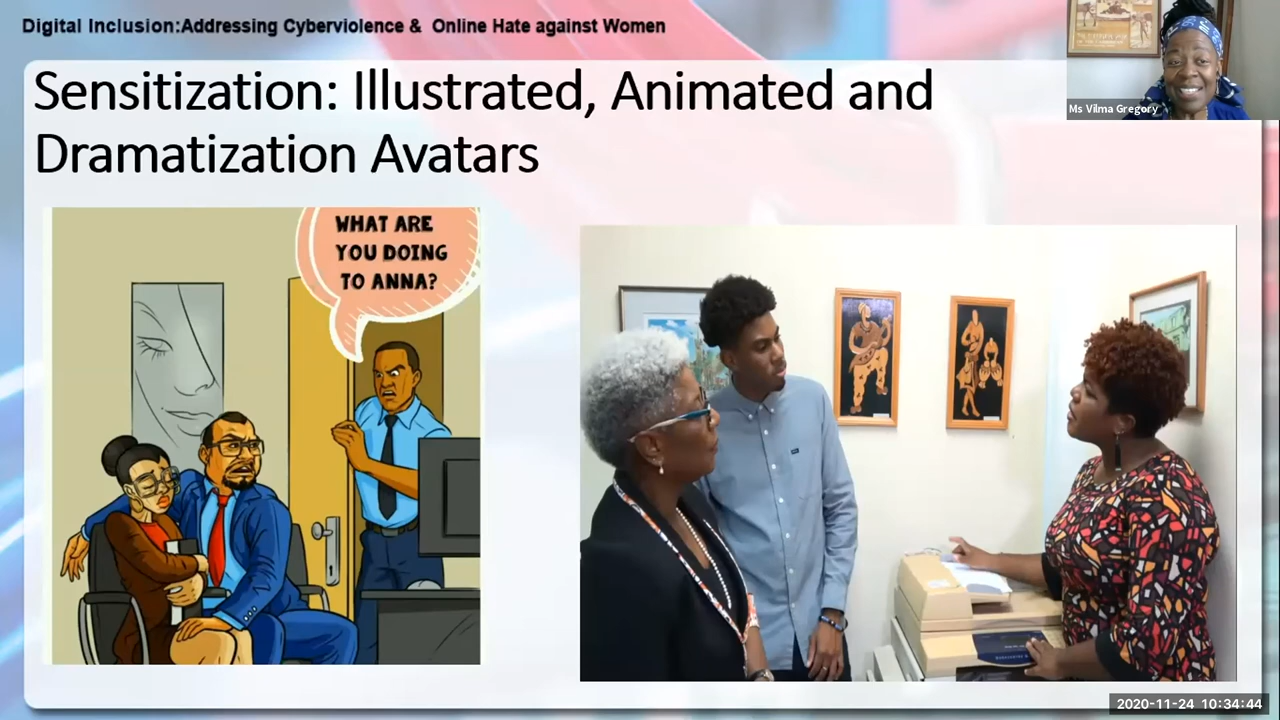 Digital Inclusion:Addressing Cyberviolence & Online Hate against Women
Ms Vilma Gregory
Sensitization: Illustrated, Animated and
Dramatization Avatars
WHAT ARE
YOU DOING
TO ANNA?
2020-11-24 10:34:44